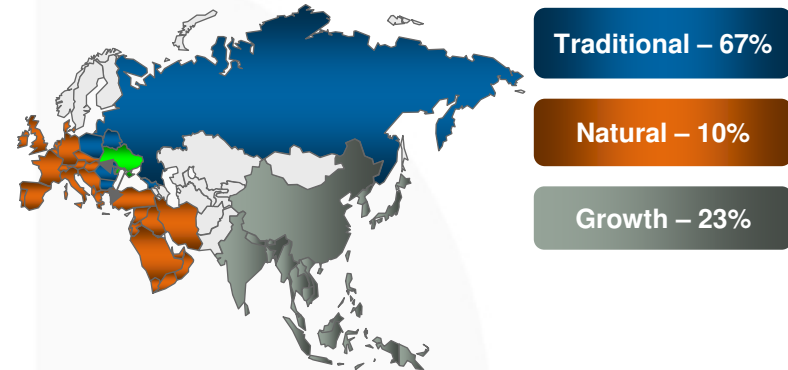 Traditional – 67%
Natural – 10%
Growth – 23%